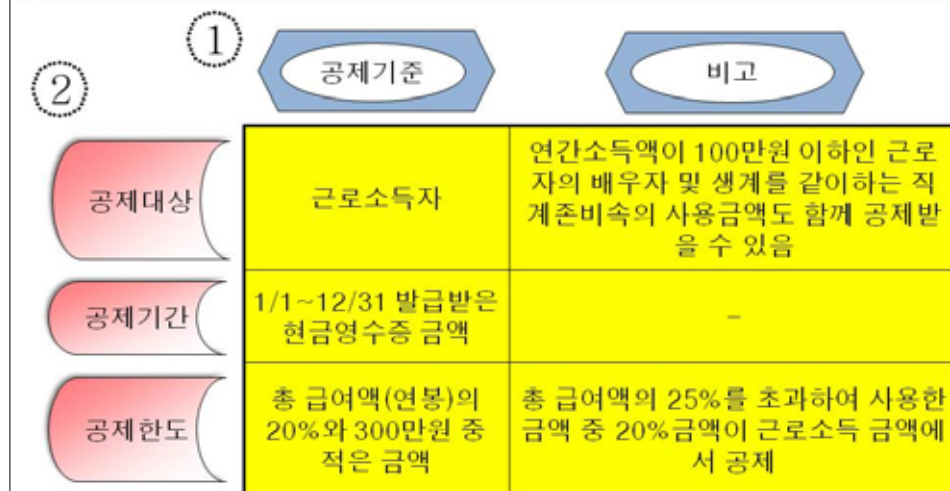 ①
②
공제기준
비고
공제대상
근로소득자
연간소득액이 100만원 이하인 근로
자의 배우자 및 생계를 같이하는 직
계존비속의 사용금액도 함께 공제받
을 수 있음
공제기간
1/1~12/31 발급받은
현금영수증 금액
-
공제한도
총 급여액(연봉)의
20%와 300만원 중
적은 금액
총 급여액의 25%를 초과하여 사용한
금액 중 20%금액이 근로소득 금액에
서 공제